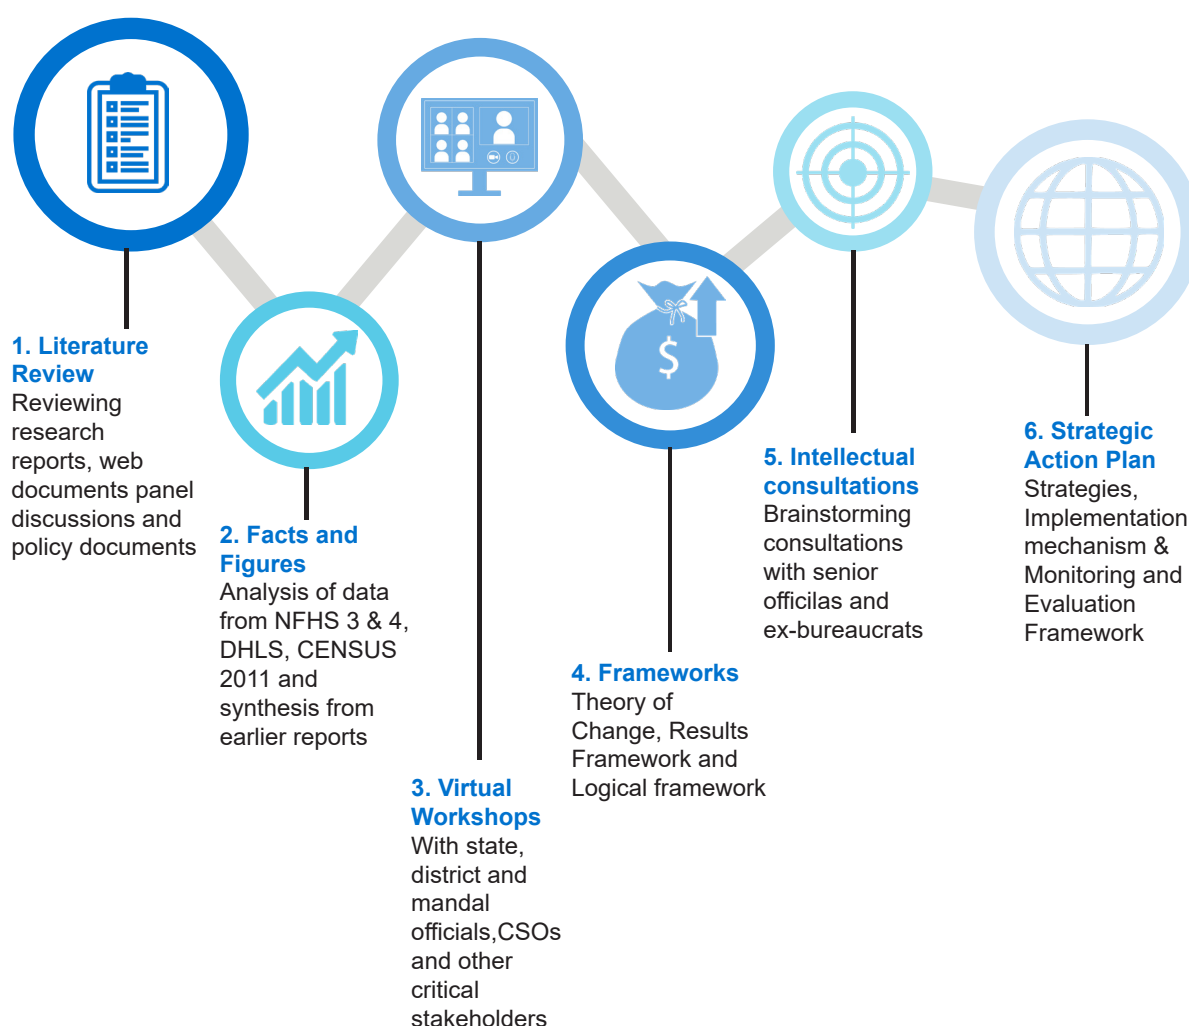 1. Literature
Review
Reviewing
research
reports, web
documents panel
discussions and
policy documents
2. Facts and
Figures
Analysis of data
from NFHS 3 & 4,
DHLS, CENSUS
2011 and
synthesis from
earlier reports
3. Virtual
Workshops
With state,
district and
mandal
officials,CSOs
and other
critical
stakeholders
$
4. Frameworks
Theory of
Change, Results
Framework and
Logical framework
5. Intellectual
consultations
Brainstorming
consultations
with senior
officilas and
ex-bureaucrats
6. Strategic
Action Plan
Strategies,
Implementation
mechanism &
Monitoring and
Evaluation
Framework